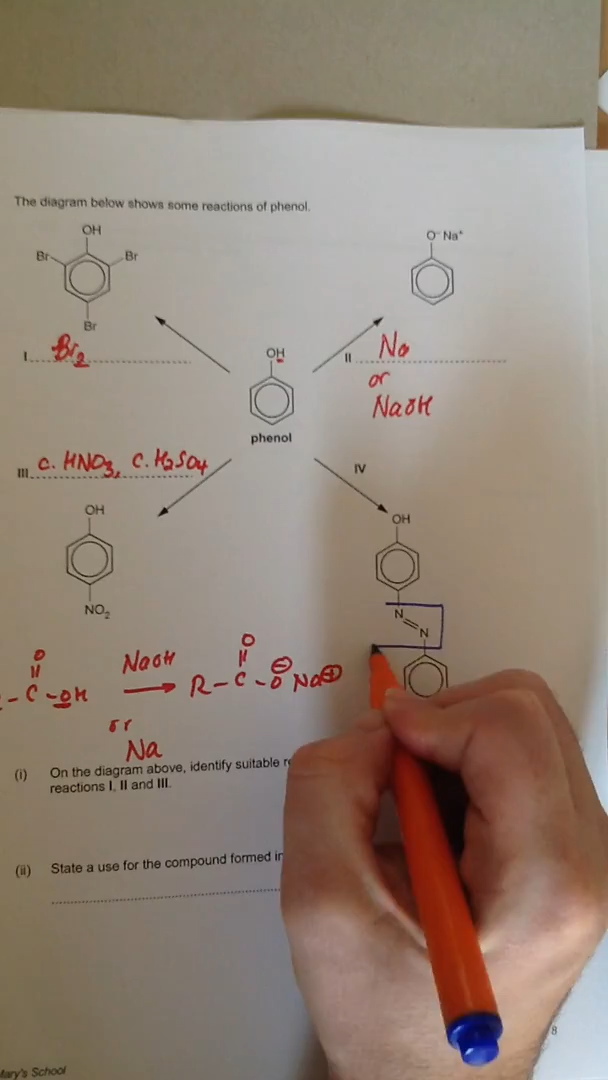 The diagram below shows some reactions of phenol.
OH
Br
Br
Br
O⁻ Na⁺
I
Br₂
OH
II
Na
or
NaOH
phenol
III
c. HNO₃, c. H₂SO₄
IV
OH
NO₂
OH
N
N
O
C - OH
NaOH
or
Na
O
R - C - O⊖ Na⊕
(i) On the diagram above, identify suitable
reactions I, II and III.
(ii) State a use for the compound formed
8
Mary's School